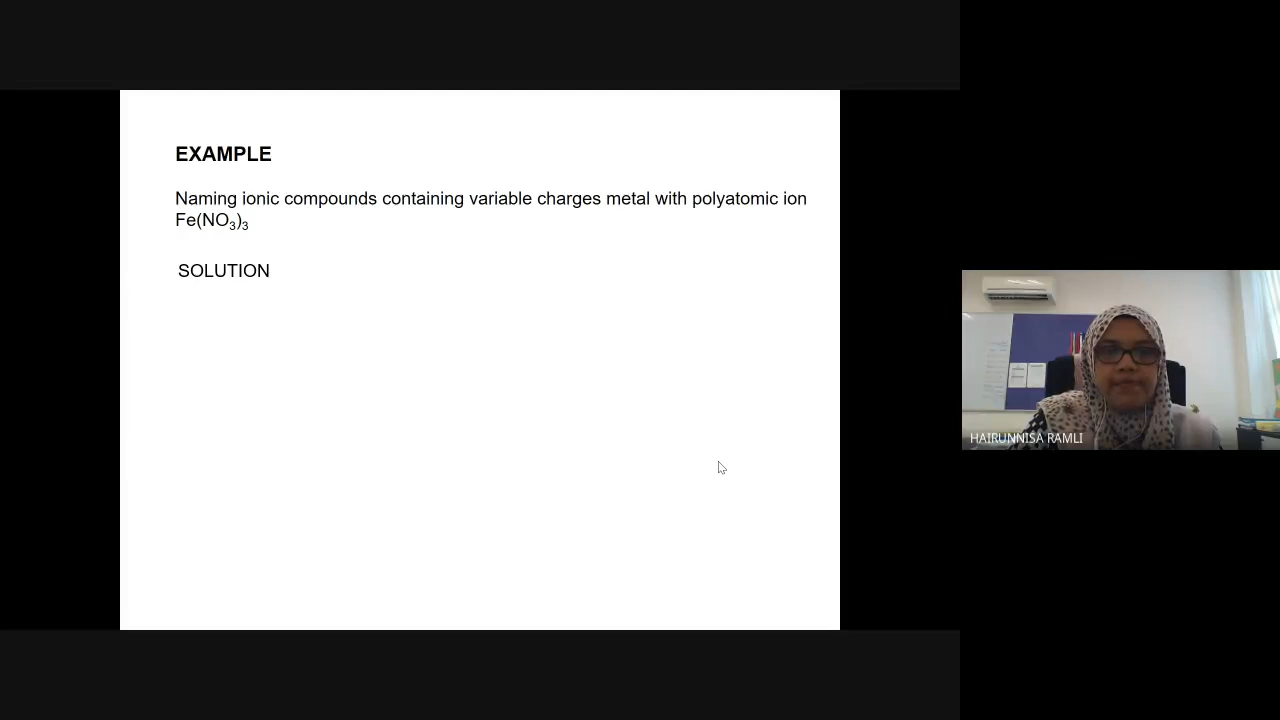 EXAMPLE
Naming ionic compounds containing variable charges metal with polyatomic ion
Fe(NO₃)₃
SOLUTION
HAIRUNNISA RAMLI